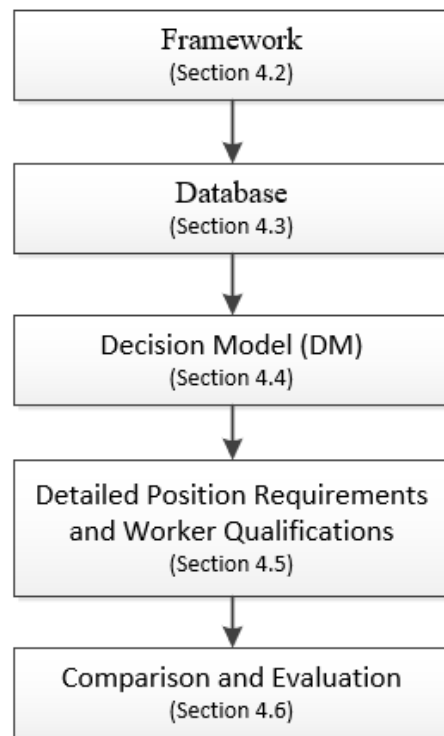 Framework
(Section 4.2)
Database
(Section 4.3)
Decision Model (DM)
(Section 4.4)
Detailed Position Requirements
and Worker Qualifications
(Section 4.5)
Comparison and Evaluation
(Section 4.6)